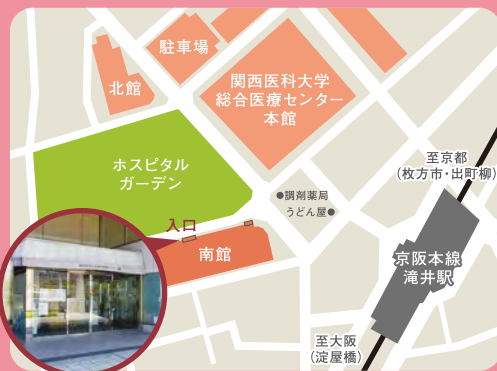 駐車場
北館
関西医科大学
総合医療センター
本館
ホスピタル
ガーデン
至京都
(枚方市・出町柳)
●調剤薬局
うどん屋●
入口
南館
京阪本線
滝井駅
至大阪
(淀屋橋)